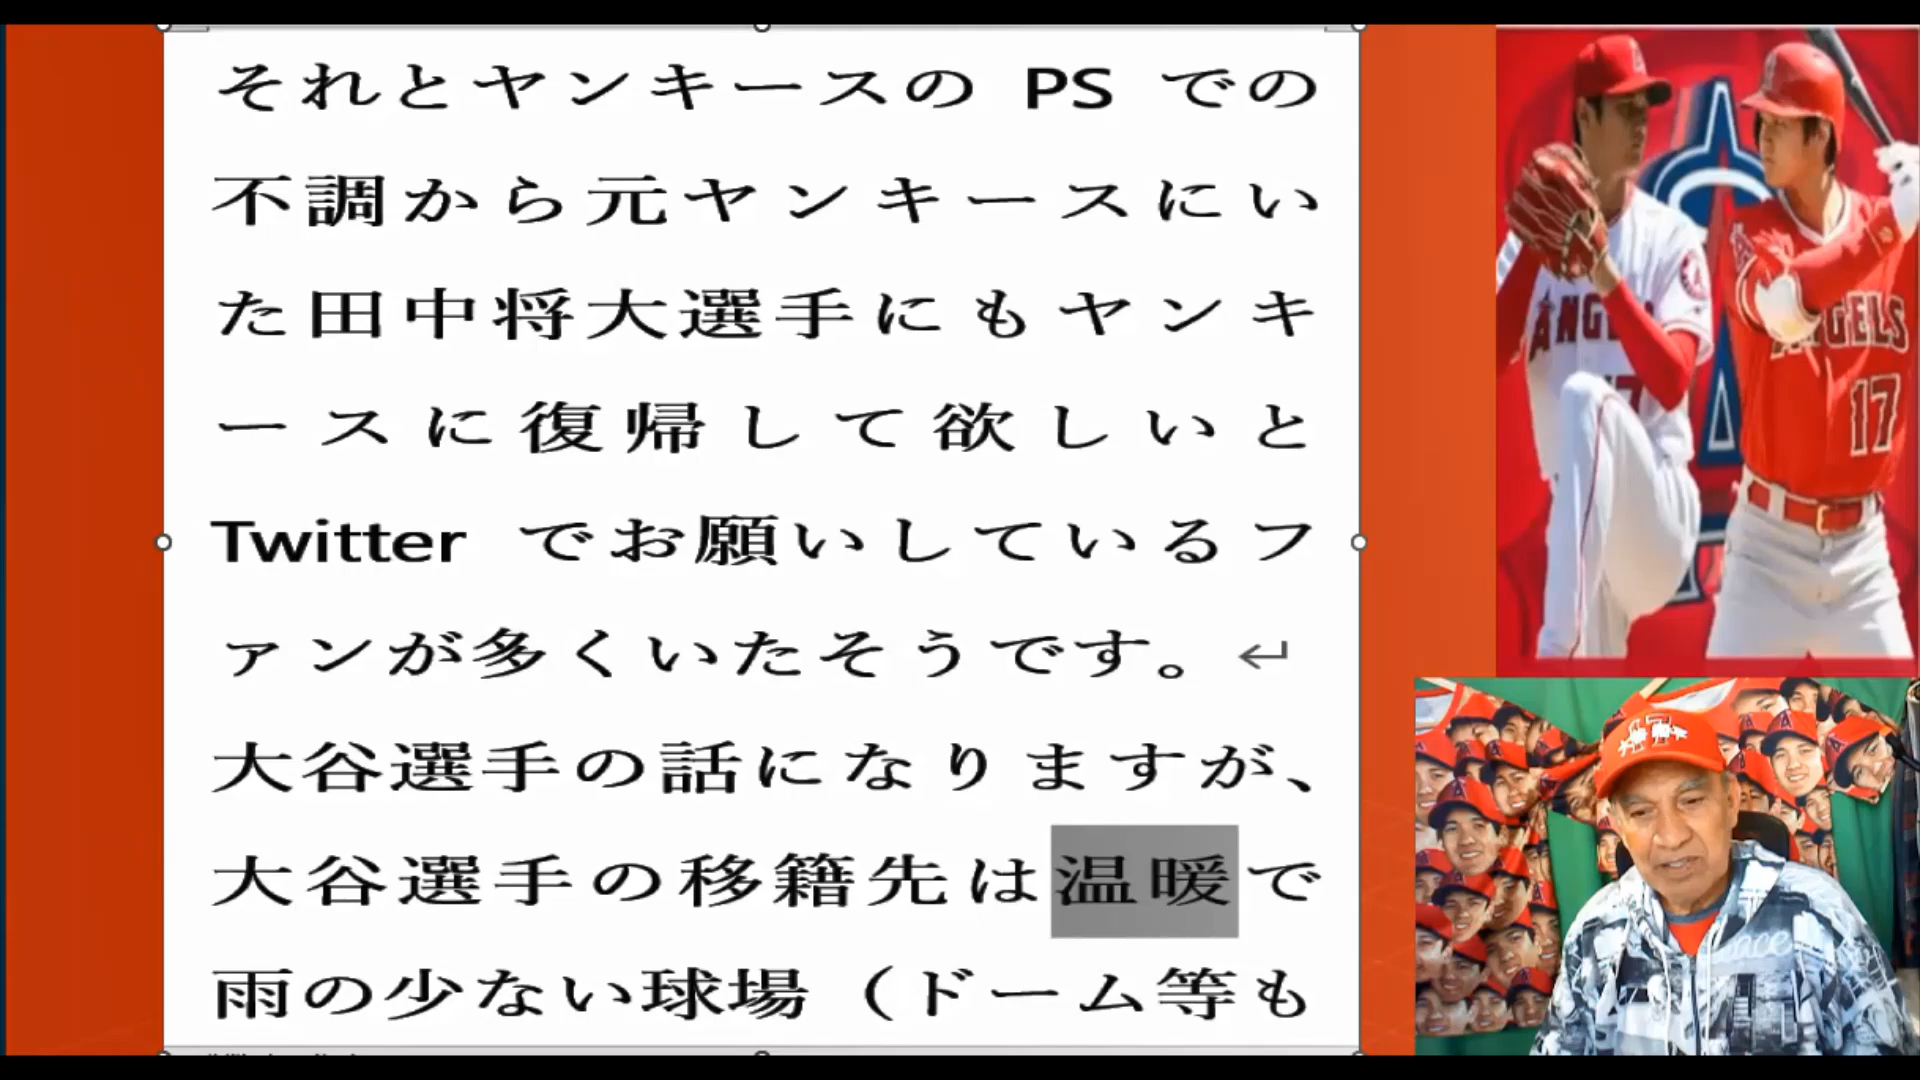 それとヤンキースの PS での
不調から元ヤンキースにい
た田中将大選手にもヤンキ
ースに復帰して欲しいと
Twitter でお願いしているフ
ァンが多くいたそうです。
大谷選手の話になりますが、
大谷選手の移籍先は温暖で
雨の少ない球場（ドーム等も
ANGELS
17